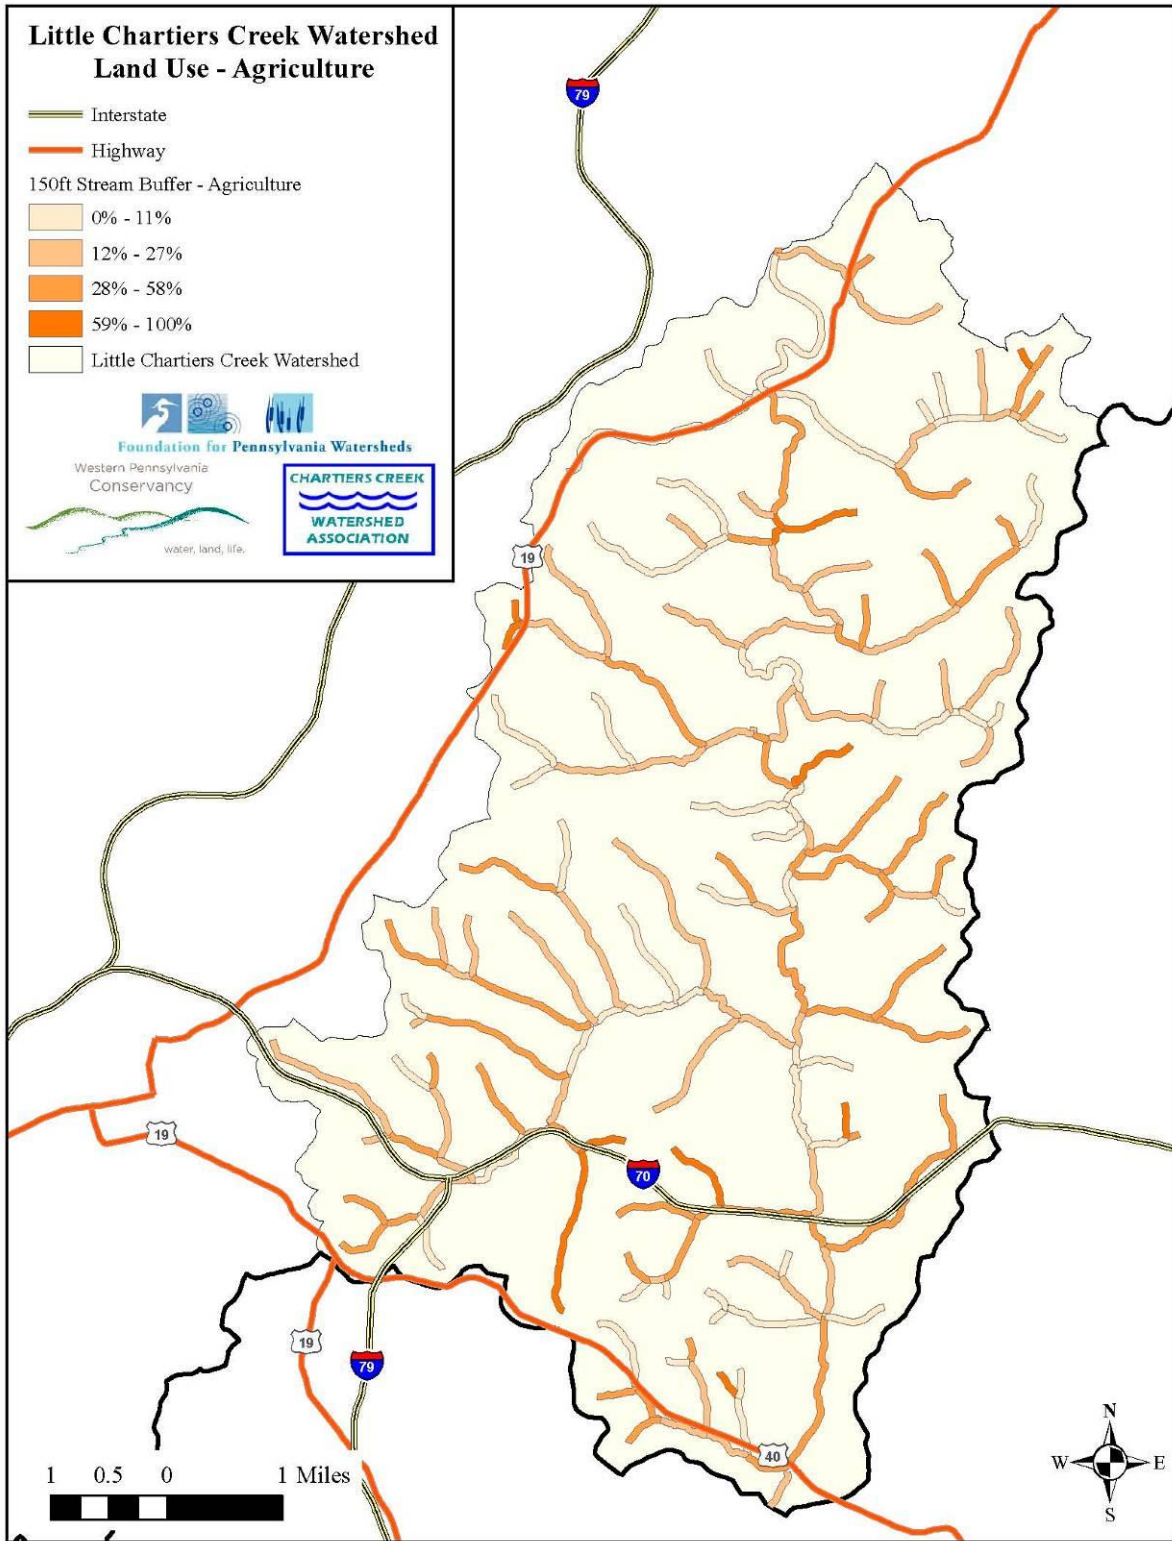 Little Chartiers Creek Watershed
Land Use - Agriculture
Interstate
Highway
150ft Stream Buffer - Agriculture
0% - 11%
12% - 27%
28% - 58%
59% - 100%
Little Chartiers Creek Watershed
Foundation for Pennsylvania Watersheds
Western Pennsylvania
Conservancy
water, land, life.
CHARTIERS CREEK
WATERSHED
ASSOCIATION
79
19
19
70
19
79
40
1 0.5 0 1 Miles
N
W E
S